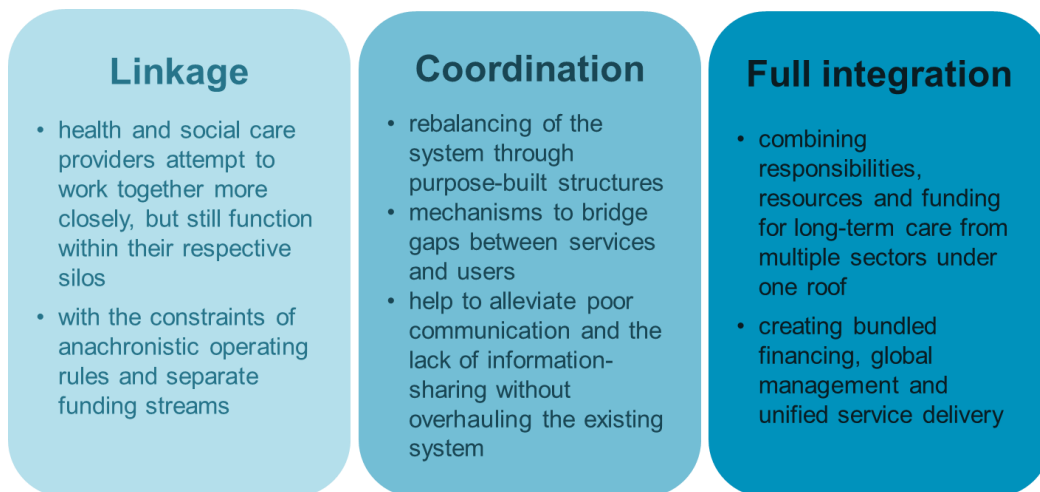 Linkage
• health and social care
providers attempt to
work together more
closely, but still function
within their respective
silos
• with the constraints of
anachronistic operating
rules and separate
funding streams
Coordination
• rebalancing of the
system through
purpose-built structures
• mechanisms to bridge
gaps between services
and users
• help to alleviate poor
communication and the
lack of information-
sharing without
overhauling the existing
system
Full integration
• combining
responsibilities,
resources and funding
for long-term care from
multiple sectors under
one roof
• creating bundled
financing, global
management and
unified service delivery